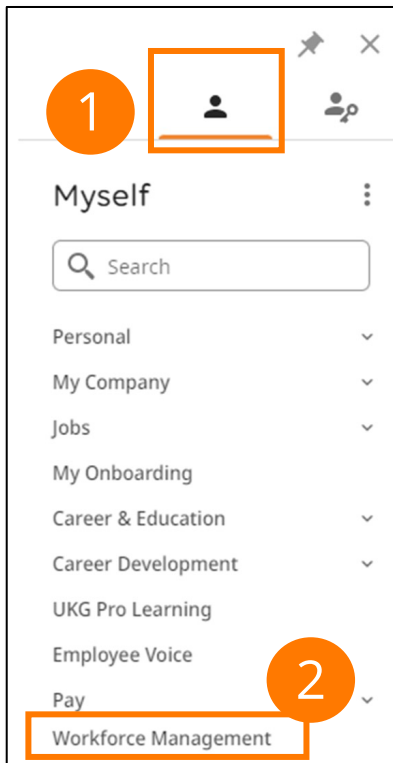 1
Myself
Search
Personal
My Company
Jobs
My Onboarding
Career & Education
Career Development
UKG Pro Learning
Employee Voice
2
Pay
Workforce Management